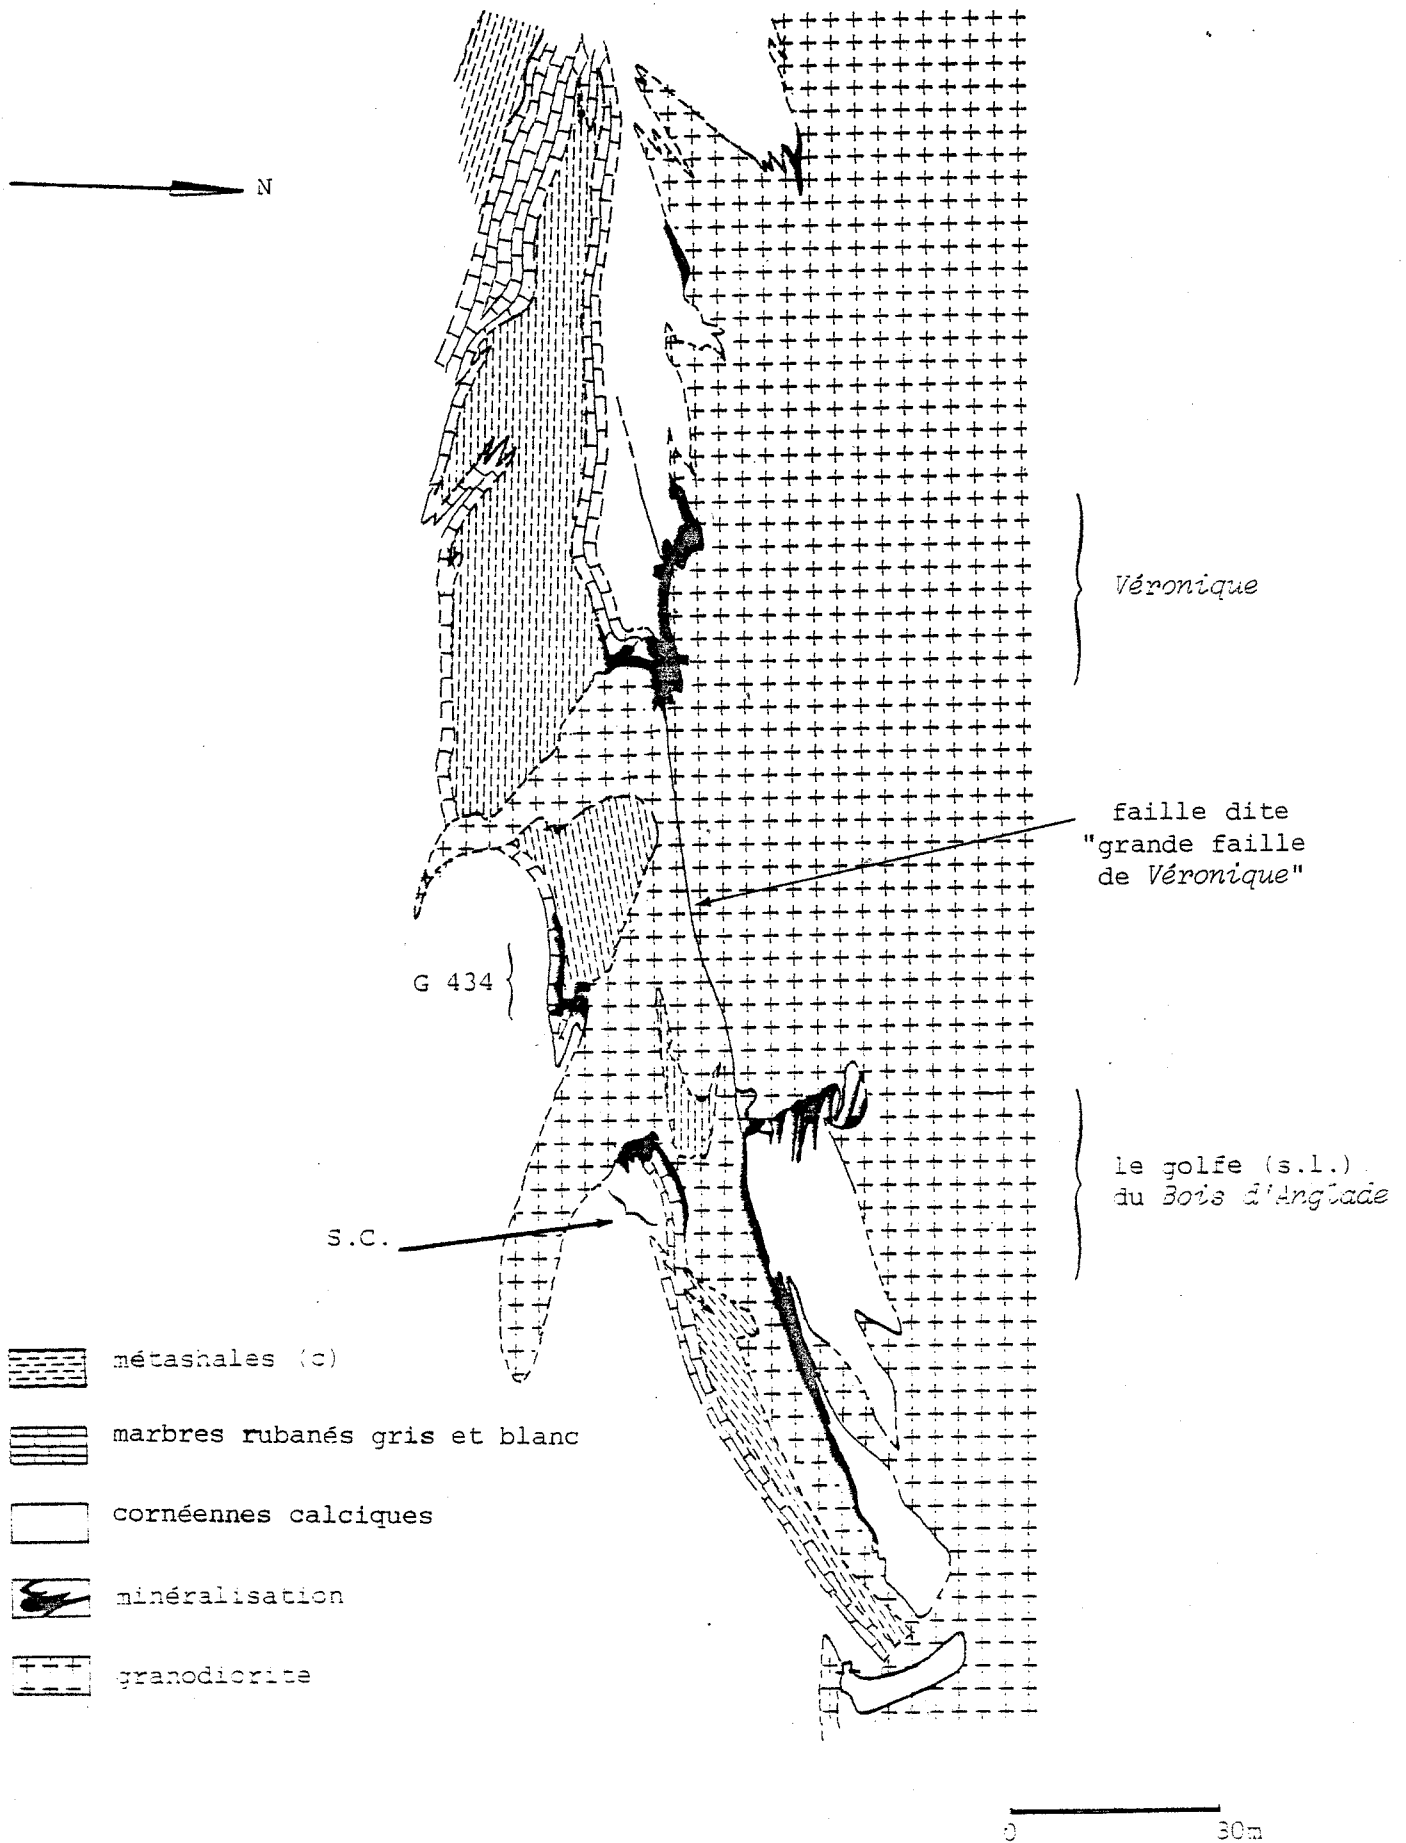 N
Véronique
faille dite
"grande faille
de Véronique"
G 434
le golfe (s.l.)
du Bois d'Anglade
S.C.
métashales (c)
marbres rubanés gris et blanc
cornéennes calciques
minéralisation
granodiorite
0 30m